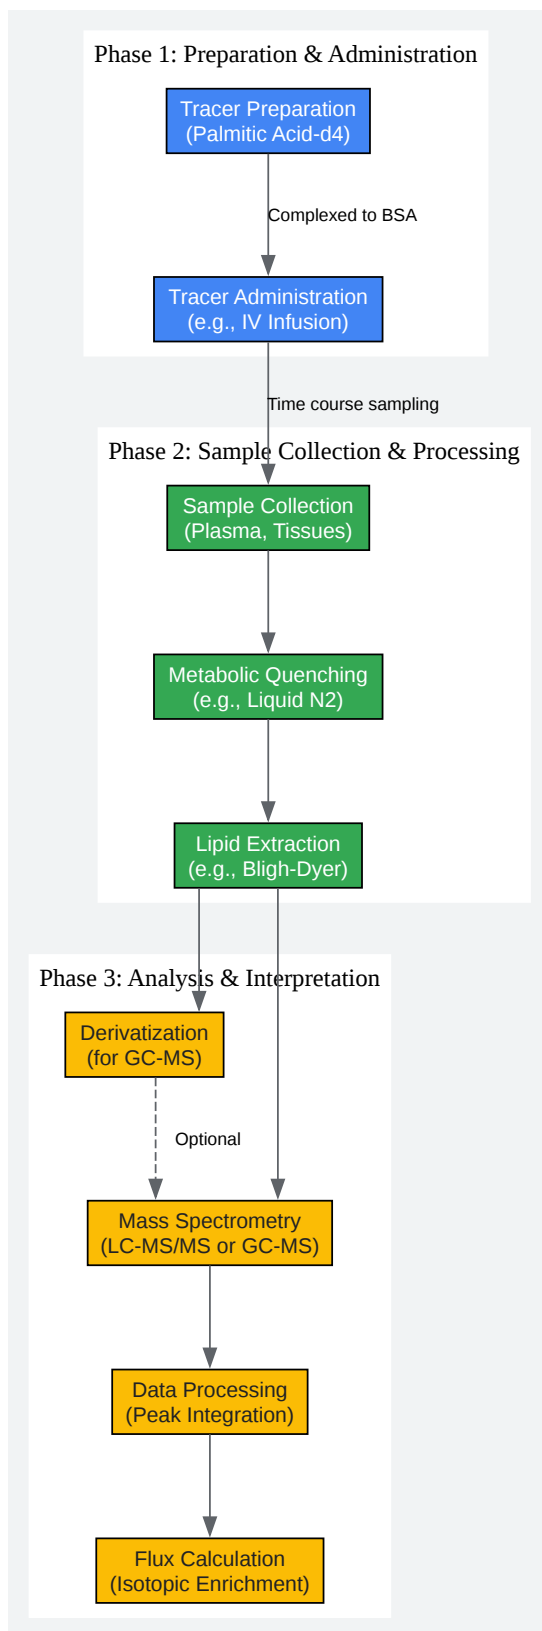 Phase 1: Preparation & Administration
Tracer Preparation
(Palmitic Acid-d4)
Complexed to BSA
Tracer Administration
(e.g., IV Infusion)
Time course sampling
Phase 2: Sample Collection & Processing
Sample Collection
(Plasma, Tissues)
Metabolic Quenching
(e.g., Liquid N2)
Lipid Extraction
(e.g., Bligh-Dyer)
Phase 3: Analysis & Interpretation
Derivatization
(for GC-MS)
Optional
Mass Spectrometry
(LC-MS/MS or GC-MS)
Data Processing
(Peak Integration)
Flux Calculation
(Isotopic Enrichment)